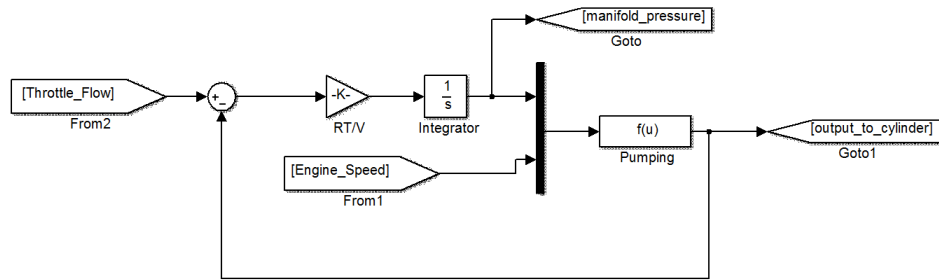 [manifold_pressure]
Goto
[Throttle_Flow]
From2
+
−
-K-
RT/V
1
s
Integrator
f(u)
Pumping
[output_to_cylinder]
Goto1
[Engine_Speed]
From1